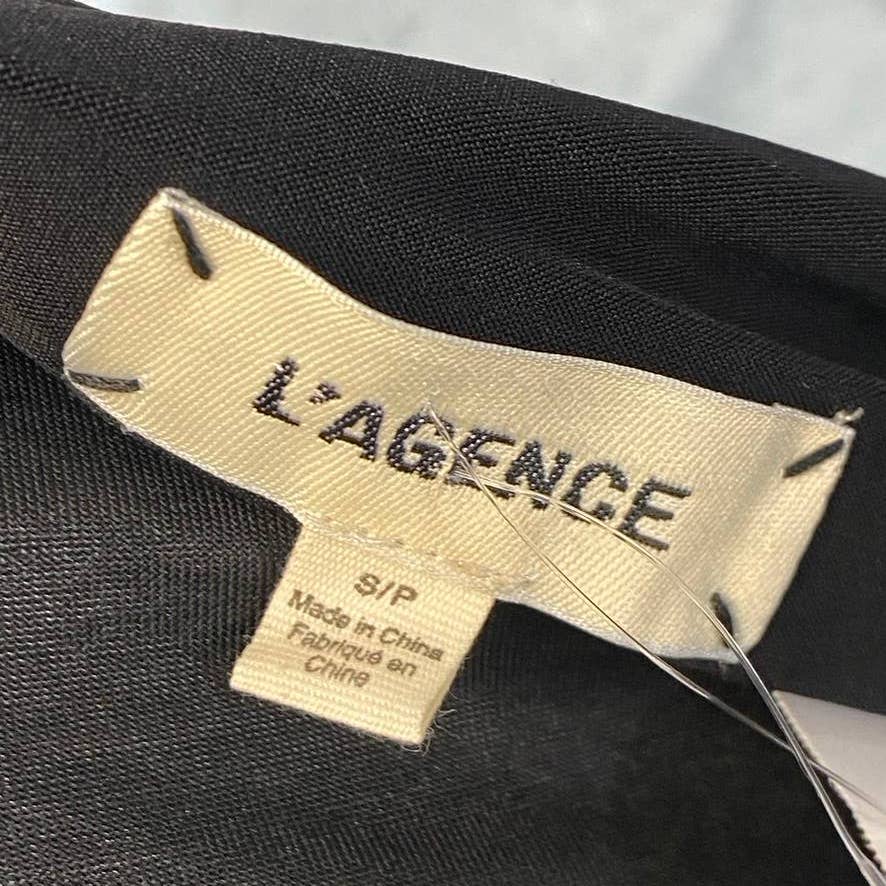 L'AGENCE
S/P
Made in China
Fabriqué en
Chine